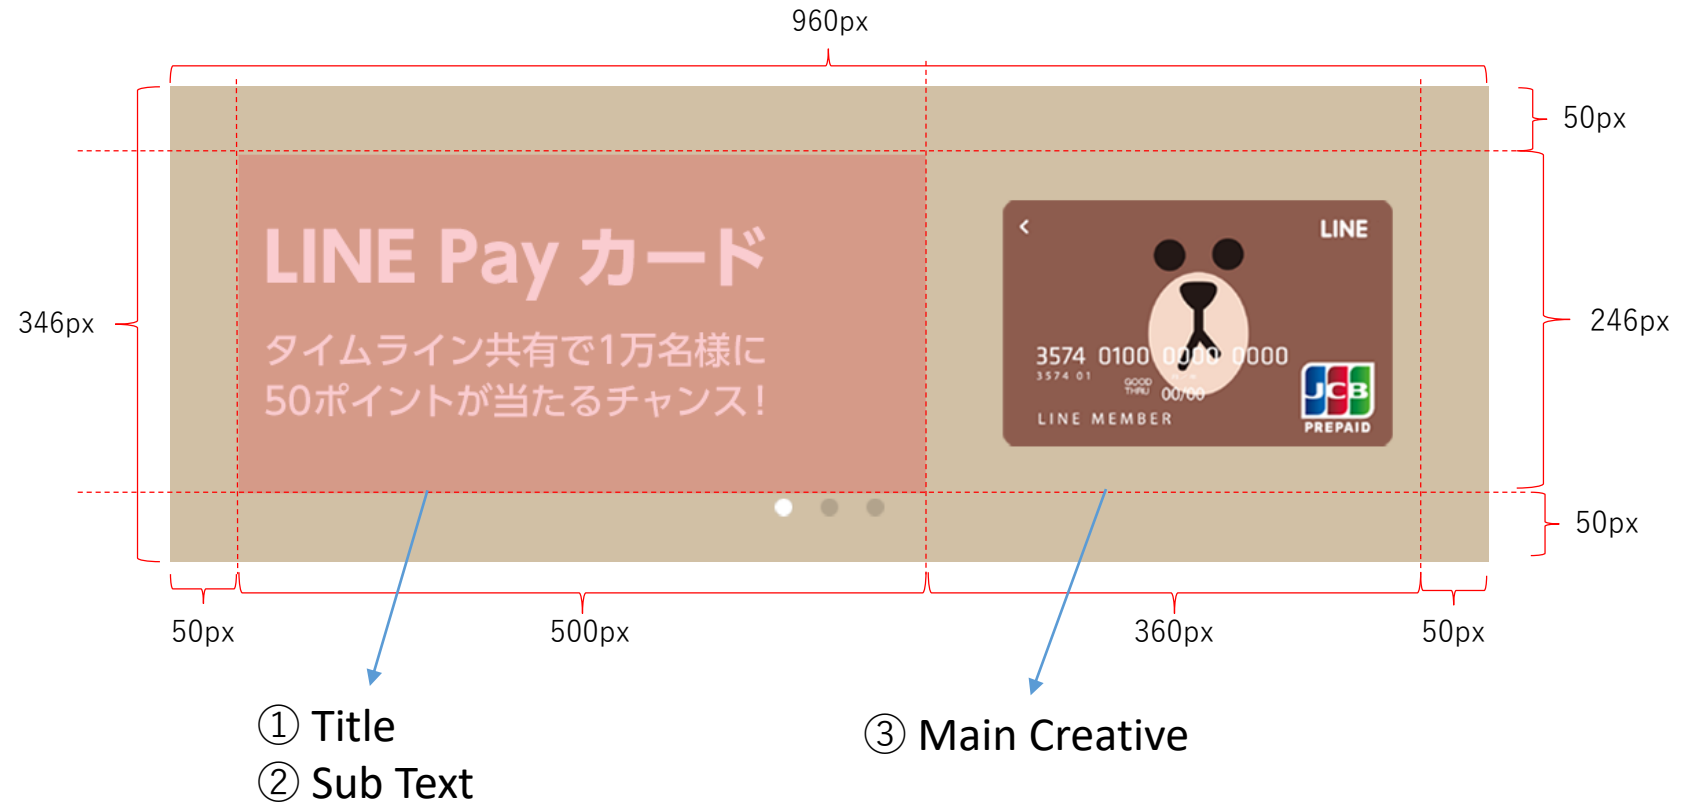 960px
50px
LINE
LINE Pay カード
346px
246px
タイムライン共有で1万名様に
50ポイントが当たるチャンス！
3574 0100 0000 0000
3574 01
GOOD THRU 00/00
LINE MEMBER
JCB
PREPAID
50px
50px
500px
360px
50px
① Title
② Sub Text
③ Main Creative